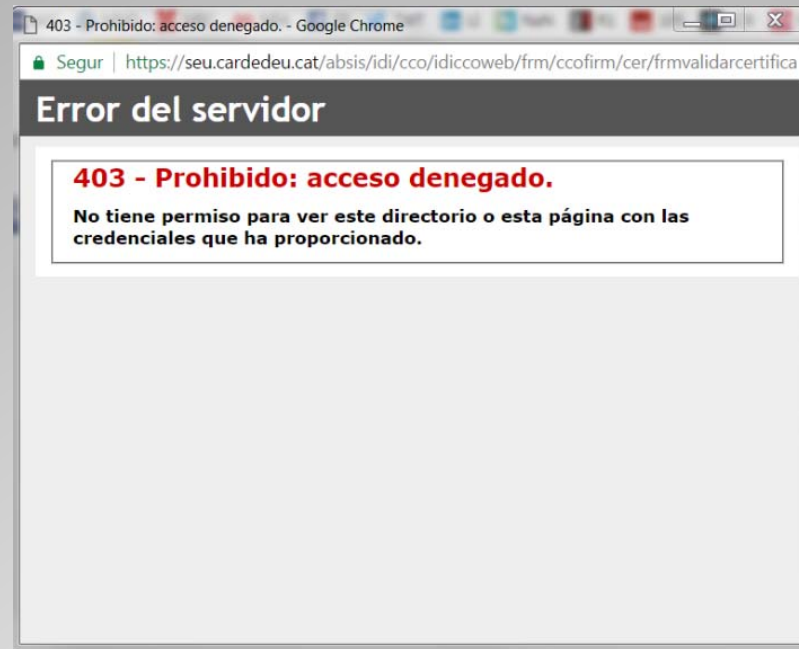 403 - Prohibido: acceso denegado. - Google Chrome
Segur | https://seu.cardedeu.cat/absis/idi/cco/idiccoweb/frm/ccofirm/cer/frmvalidarcertifica
Error del servidor
403 - Prohibido: acceso denegado.
No tiene permiso para ver este directorio o esta página con las
credenciales que ha proporcionado.